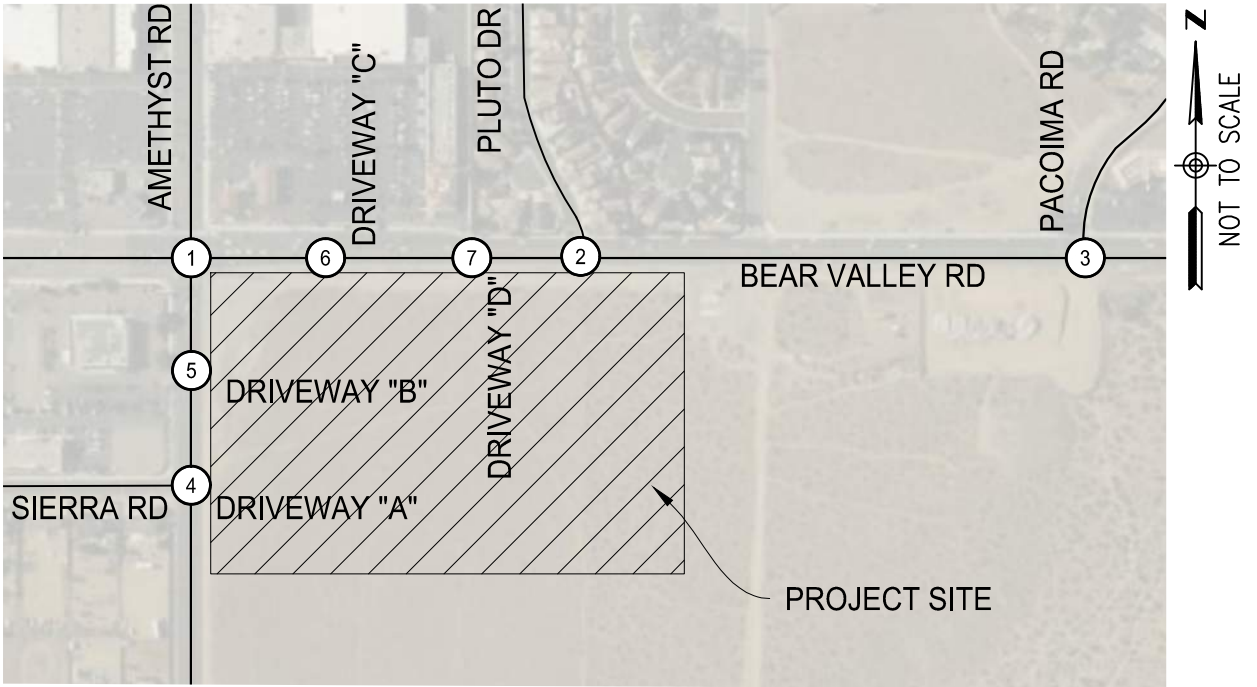 AMETHYST RD
DRIVEWAY "C"
PLUTO DR
PACOIMA RD
Z
NOT TO SCALE
1
6
7
2
3
BEAR VALLEY RD
5
DRIVEWAY "B"
DRIVEWAY "D"
4
SIERRA RD
DRIVEWAY "A"
PROJECT SITE